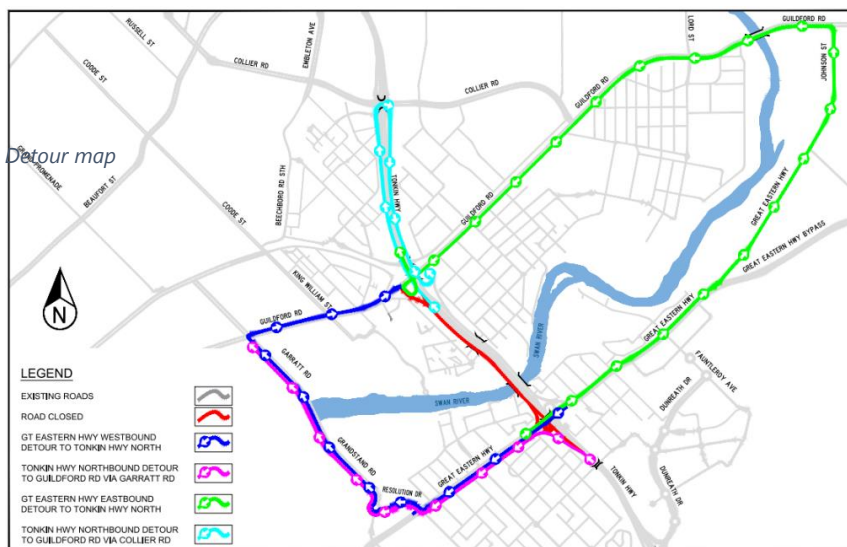 GUILDFORD RD
LORD ST
JOHNSON ST
RUSSELL ST
EMBLETON AVE
COLLIER RD
COLLIER RD
COODE ST
GUILDFORD RD
Detour map
GRAND PROMENADE
BEAUFORT ST
BEECHBORO RD STH
TONKIN HWY
GUILDFORD RD
COODE ST
GREAT EASTERN HWY
GREAT EASTERN HWY BYPASS
N
KING WILLIAM ST
GUILDFORD RD
GREAT EASTERN HWY
SWAN RIVER
GARRATT RD
FAUNTLEROY AVE
DUNREATH DR
SWAN RIVER
GRANDSTAND RD
GREAT EASTERN HWY
TONKIN HWY
DUNREATH DR
RESOLUTION DR
LEGEND
EXISTING ROADS
ROAD CLOSED
GT EASTERN HWY WESTBOUND
DETOUR TO TONKIN HWY NORTH
TONKIN HWY NORTHBOUND DETOUR
TO GUILDFORD RD VIA GARRATT RD
GT EASTERN HWY EASTBOUND
DETOUR TO TONKIN HWY NORTH
TONKIN HWY NORTHBOUND DETOUR
TO GUILDFORD RD VIA COLLIER RD